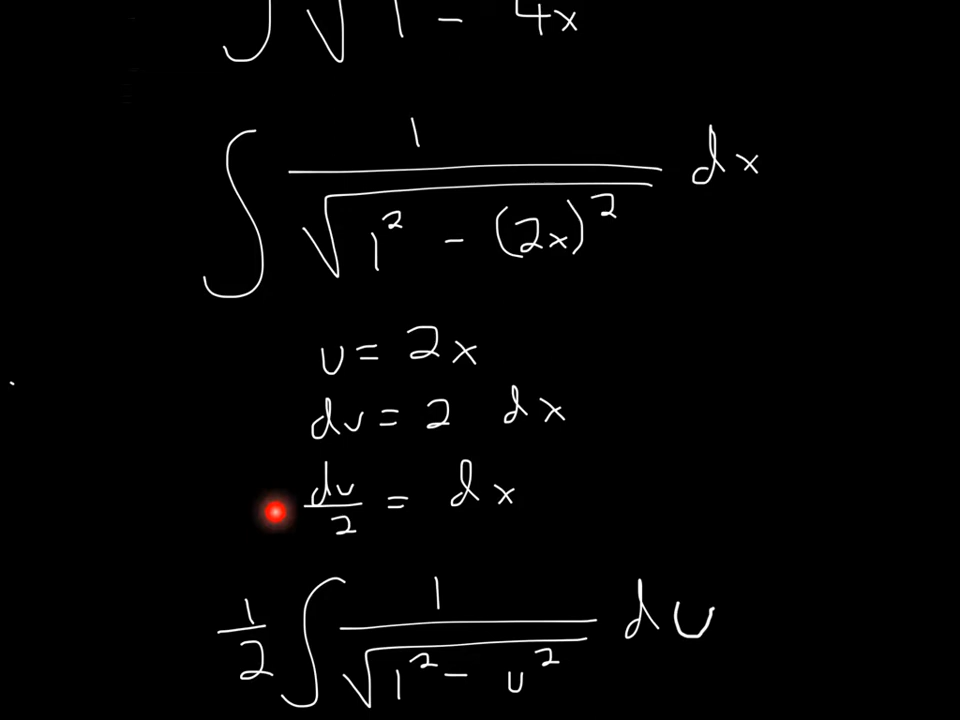 ∫ √1 - 4x
∫ 1/√(1² - (2x)²) dx
u = 2x
du = 2 dx
du/2 = dx
1/2 ∫ 1/√(1² - u²) du